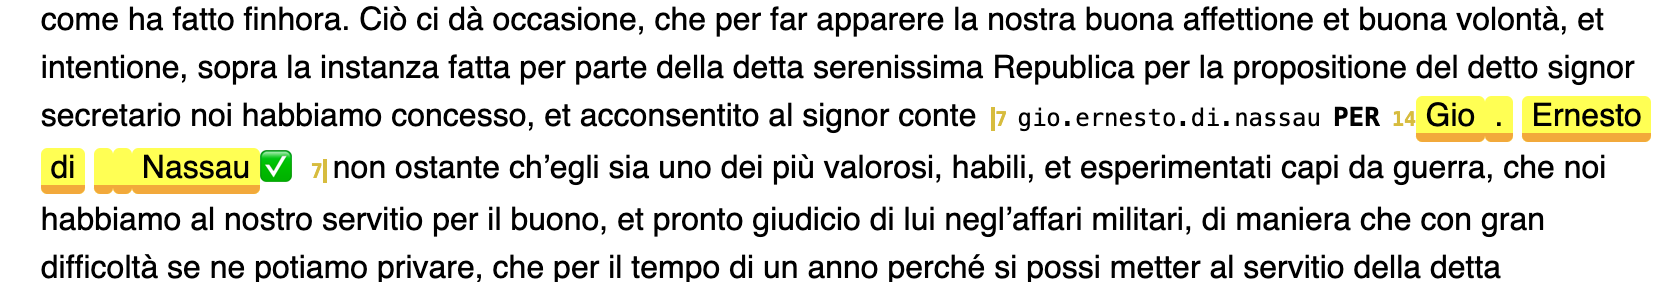 come ha fatto finhora. Ciò ci dà occasione, che per far apparere la nostra buona affettione et buona volontà, et
intentione, sopra la instanza fatta per parte della detta serenissima Republica per la propositione del detto signor
secretario noi habbiamo concesso, et acconsentito al signor conte |7 gio.ernesto.di.nassau PER 14 Gio . Ernesto
di Nassau ✅ 7| non ostante ch’egli sia uno dei più valorosi, habili, et esperimentati capi da guerra, che noi
habbiamo al nostro servitio per il buono, et pronto giudicio di lui negl’affari militari, di maniera che con gran
difficoltà se ne potiamo privare, che per il tempo di un anno perché si possi metter al servitio della detta